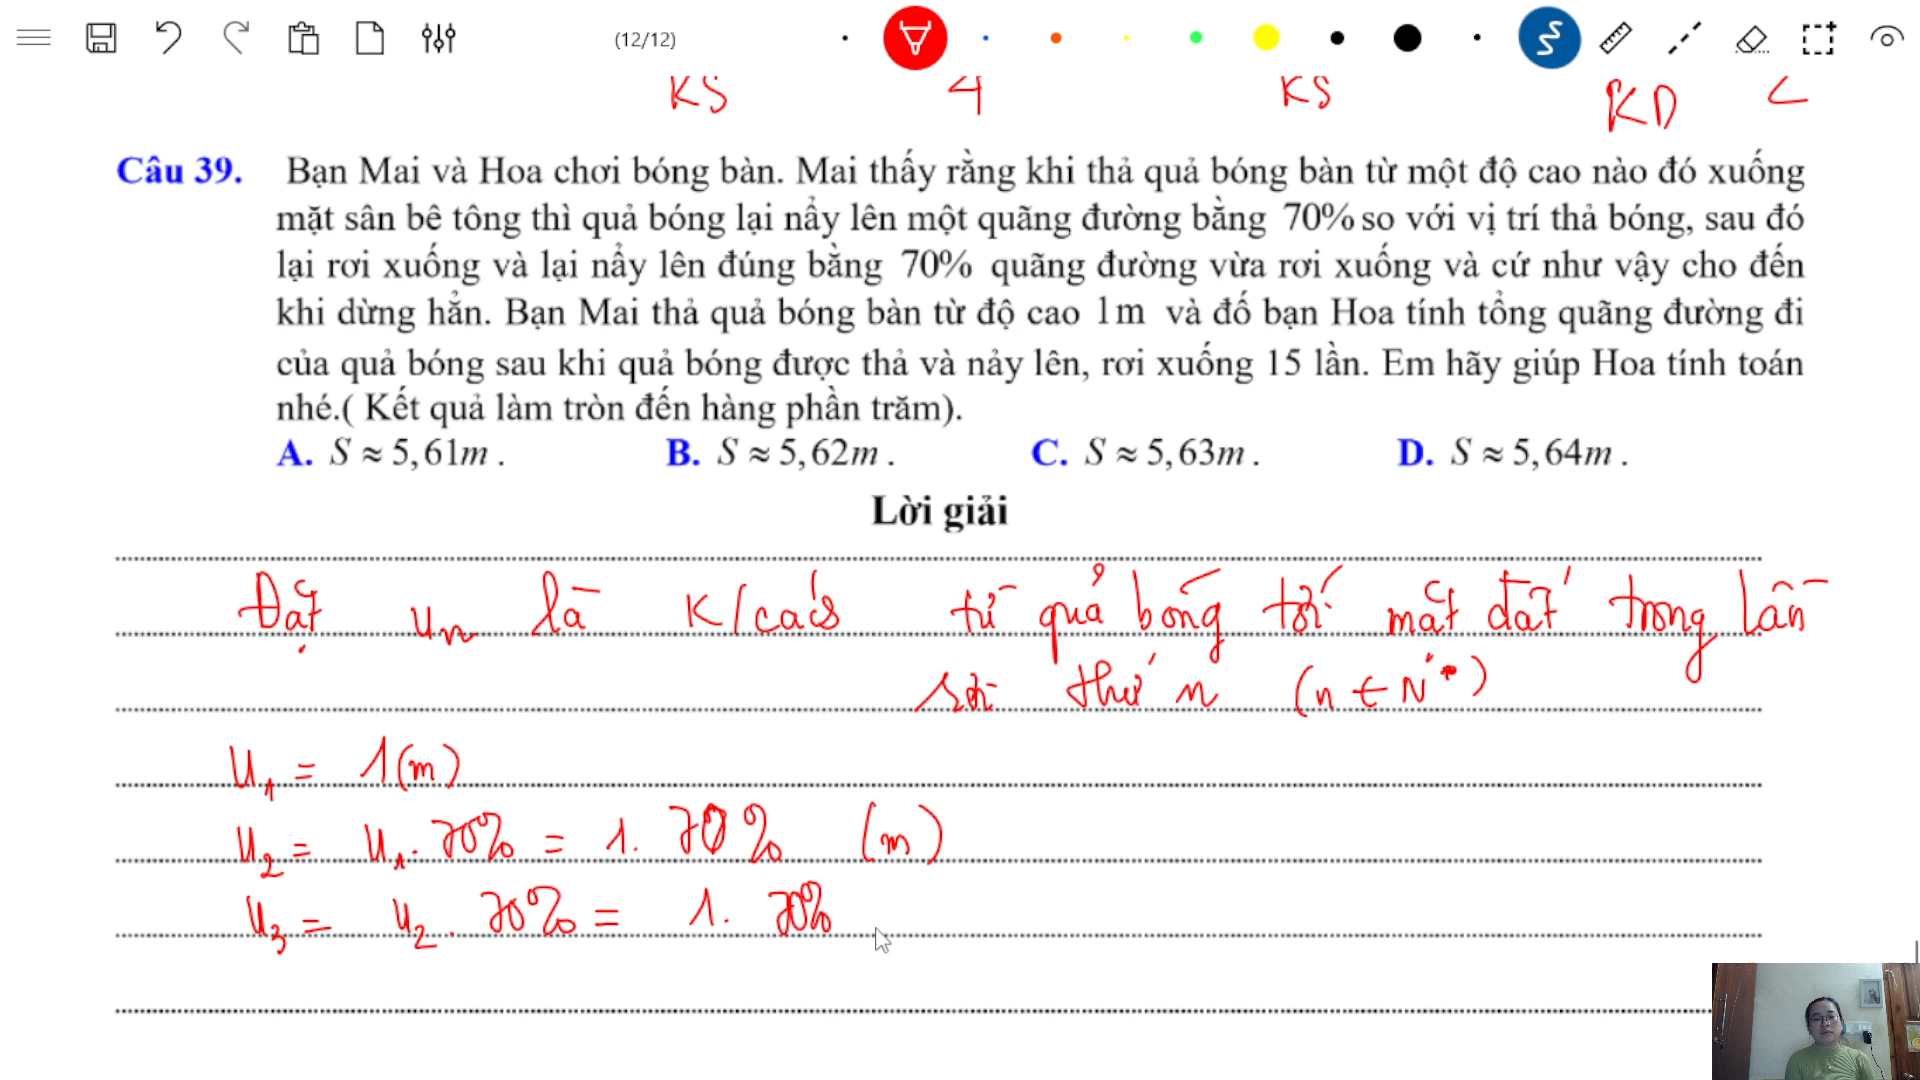 (12/12)
KS 4 KS KD <
Câu 39. Bạn Mai và Hoa chơi bóng bàn. Mai thấy rằng khi thả quả bóng bàn từ một độ cao nào đó xuống
mặt sân bê tông thì quả bóng lại nẩy lên một quãng đường bằng 70% so với vị trí thả bóng, sau đó
lại rơi xuống và lại nẩy lên đúng bằng 70% quãng đường vừa rơi xuống và cứ như vậy cho đến
khi dừng hẳn. Bạn Mai thả quả bóng bàn từ độ cao 1m và đố bạn Hoa tính tổng quãng đường đi
của quả bóng sau khi quả bóng được thả và nảy lên, rơi xuống 15 lần. Em hãy giúp Hoa tính toán
nhé.( Kết quả làm tròn đến hàng phần trăm).
A. S ≈ 5,61m . B. S ≈ 5,62m . C. S ≈ 5,63m . D. S ≈ 5,64m .
Lời giải
Đặt uₙ là K/cách từ quả bóng tới mặt đất trong lần
rơi thứ n (n ∈ N*)
u₁ = 1(m)
u₂ = u₁ . 70% = 1. 70% (m)
u₃ = u₂ . 70% = 1. 70%